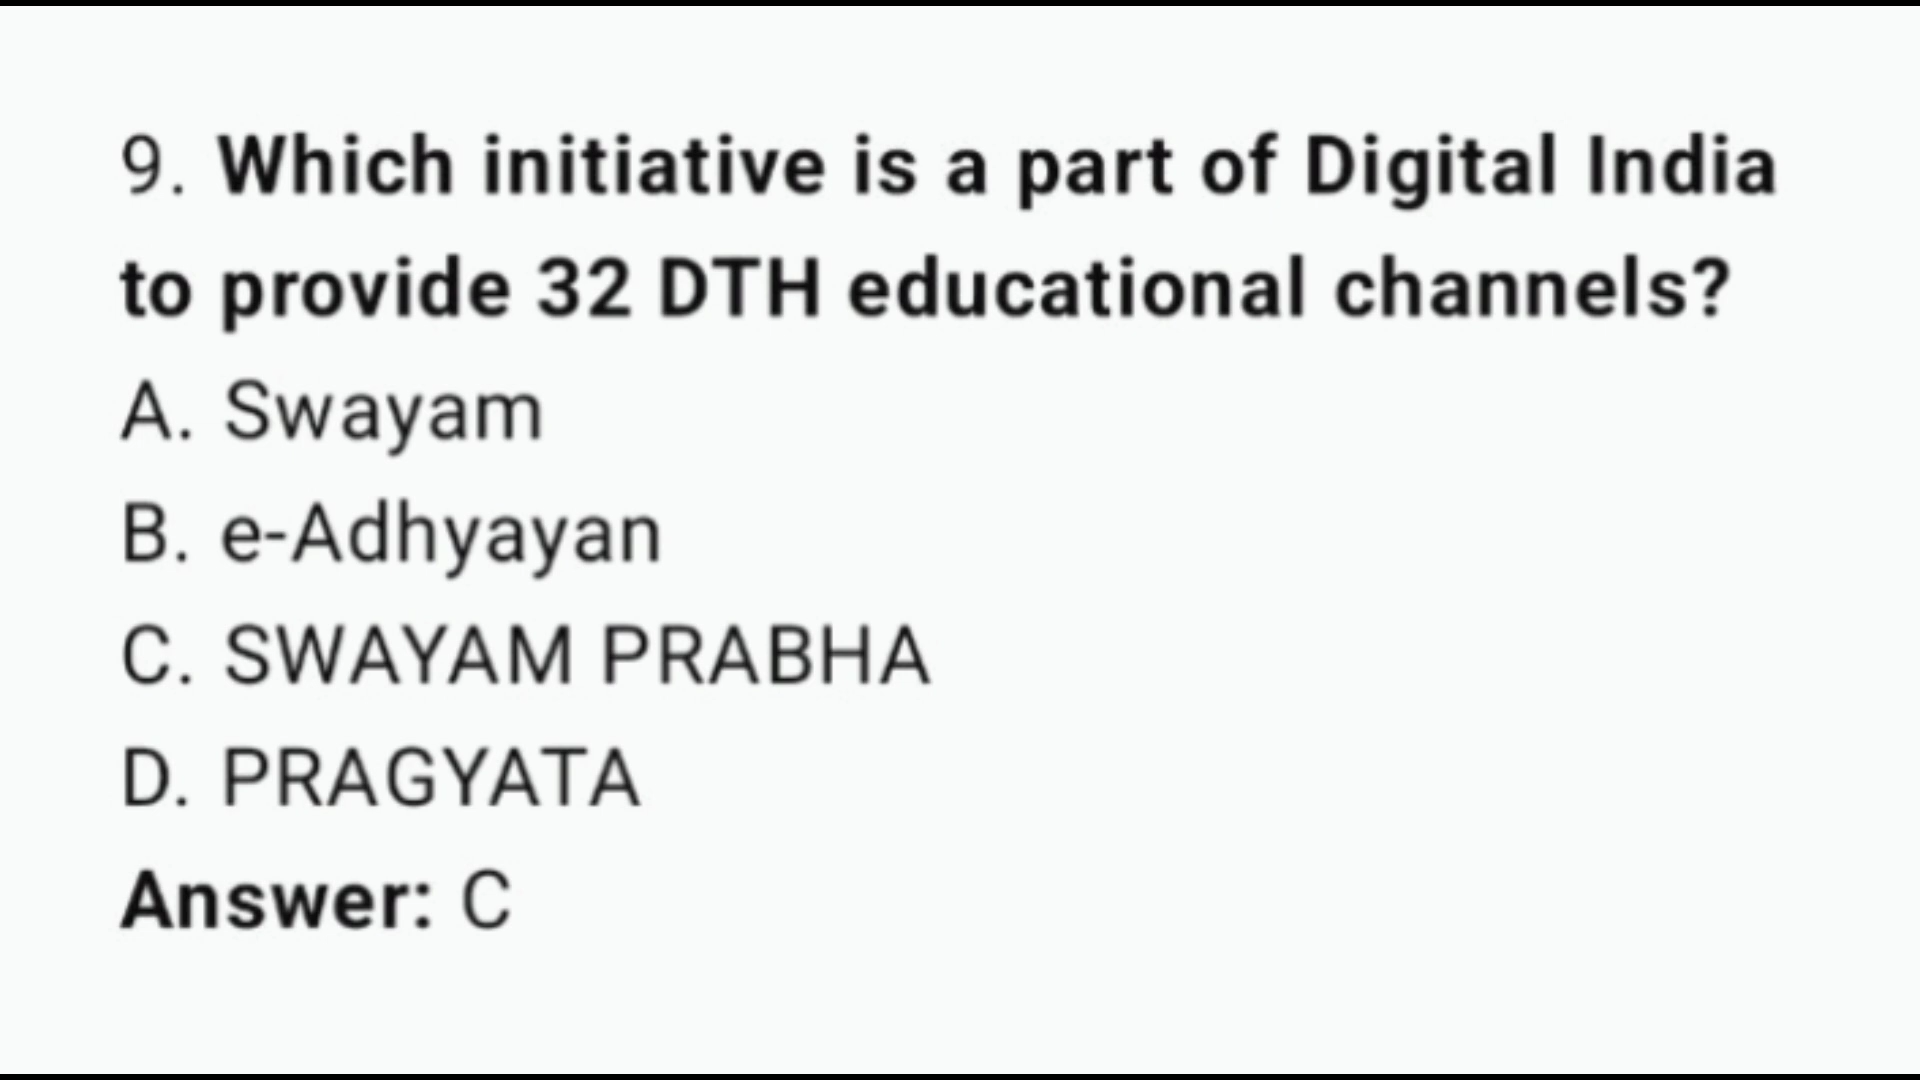 9. Which initiative is a part of Digital India
to provide 32 DTH educational channels?
A. Swayam
B. e-Adhyayan
C. SWAYAM PRABHA
D. PRAGYATA
Answer: C